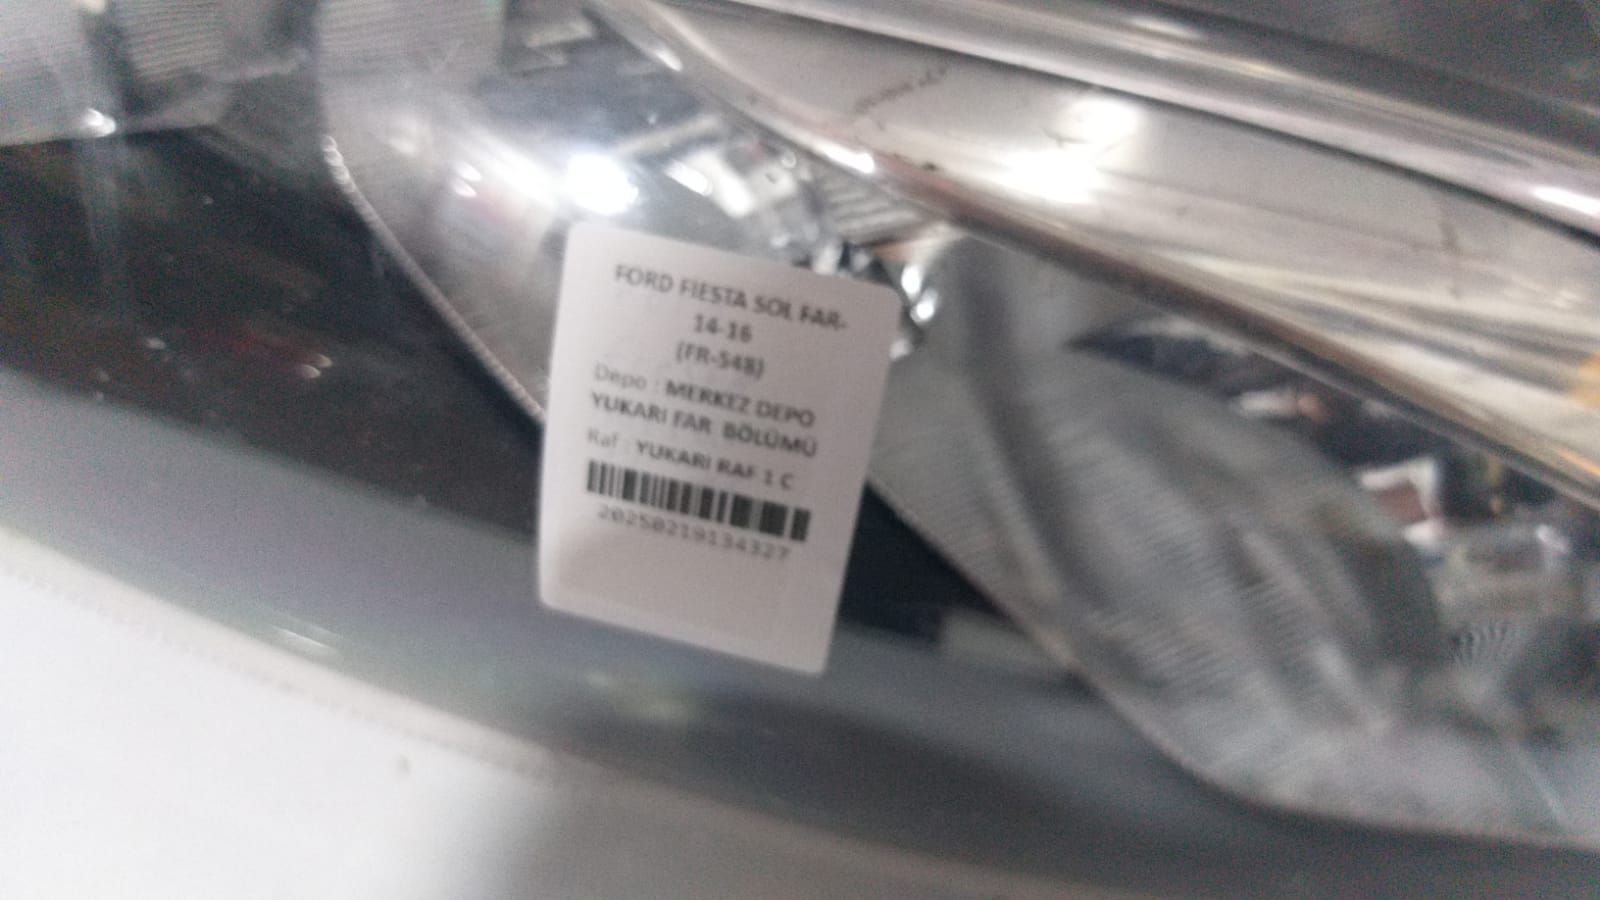 FORD FIESTA SOL FAR-
14-16
(FR-548)
Depo : MERKEZ DEPO
YUKARI FAR BÖLÜMÜ
Raf : YUKARI RAF 1 C
20250219134327